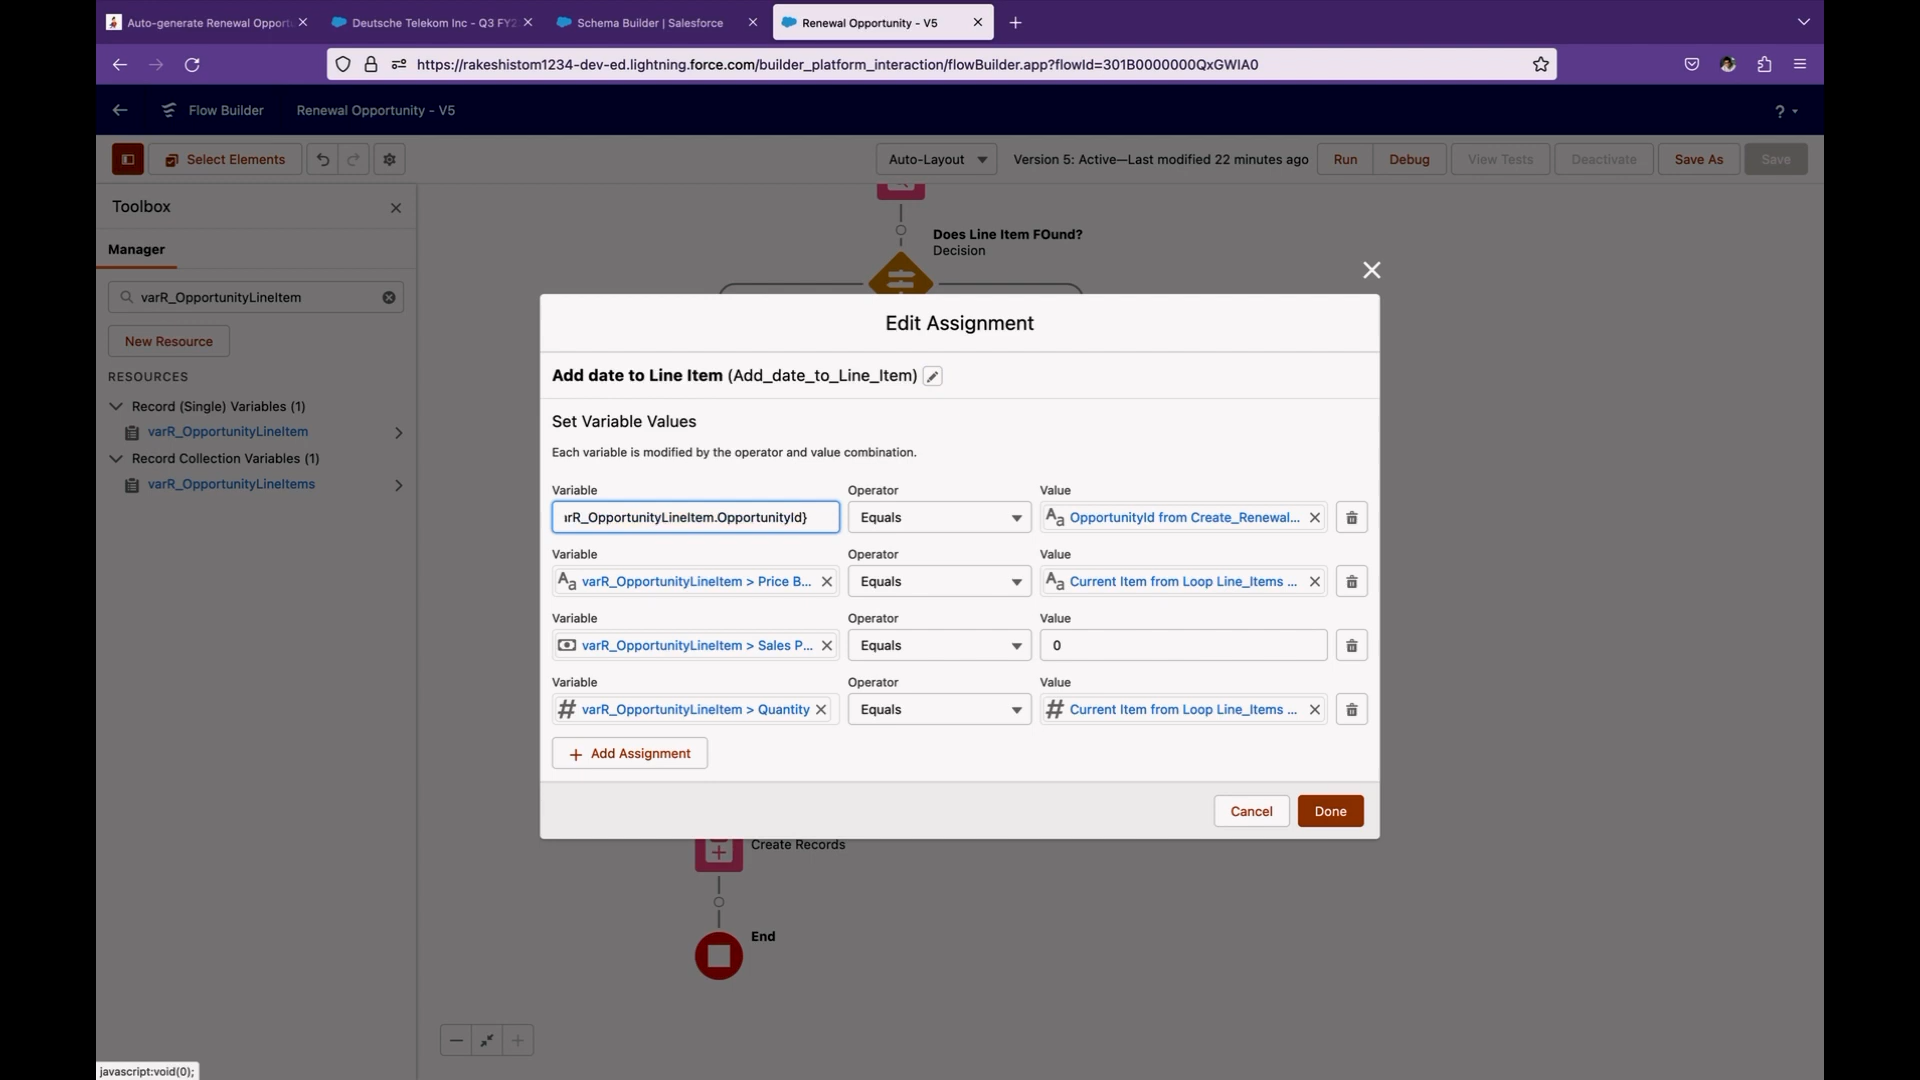 Auto-generate Renewal Opport
Deutsche Telekom Inc - Q3 FY2
Schema Builder | Salesforce
Renewal Opportunity - V5
https://rakeshistom1234-dev-ed.lightning.force.com/builder_platform_interaction/flowBuilder.app?flowId=301B0000000QxGWIA0
Flow Builder
Renewal Opportunity - V5
?
Select Elements
Auto-Layout
Version 5: Active—Last modified 22 minutes ago
Run
Debug
View Tests
Deactivate
Save As
Save
Toolbox
Manager
varR_OpportunityLineItem
New Resource
RESOURCES
Record (Single) Variables (1)
varR_OpportunityLineItem
Record Collection Variables (1)
varR_OpportunityLineItems
Does Line Item FOund?
Decision
Edit Assignment
Add date to Line Item (Add_date_to_Line_Item)
Set Variable Values
Each variable is modified by the operator and value combination.
Variable
Operator
Value
rR_OpportunityLineItem.OpportunityId}
Equals
Aa OpportunityId from Create_Renewal...
Variable
Operator
Value
Aa varR_OpportunityLineItem > Price B...
Equals
Aa Current Item from Loop Line_Items ...
Variable
Operator
Value
varR_OpportunityLineItem > Sales P...
Equals
0
Variable
Operator
Value
# varR_OpportunityLineItem > Quantity
Equals
# Current Item from Loop Line_Items ...
+ Add Assignment
Cancel
Done
Create Records
End
javascript:void(0);